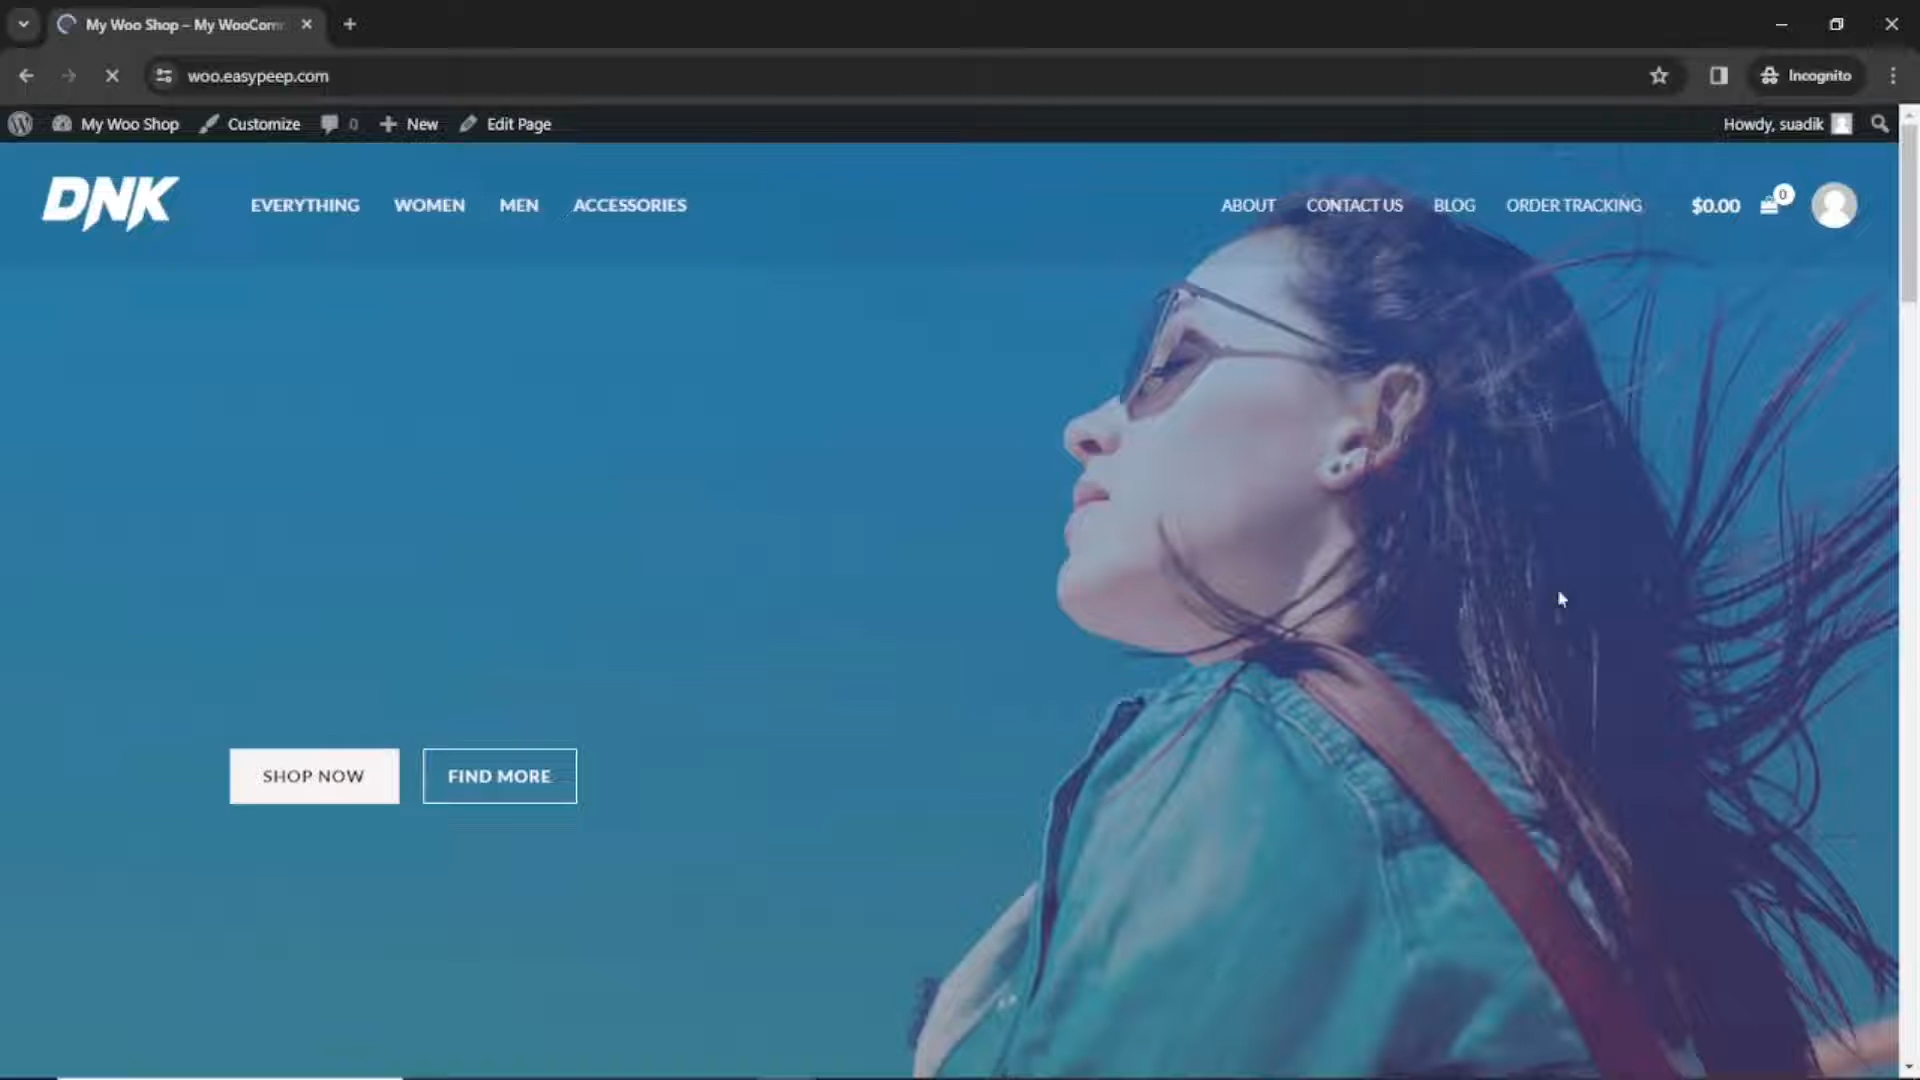 My Woo Shop – My WooCom
woo.easypeep.com
Incognito
My Woo Shop
Customize
0
New
Edit Page
Howdy, suadik
DNK
EVERYTHING
WOMEN
MEN
ACCESSORIES
ABOUT
CONTACT US
BLOG
ORDER TRACKING
$0.00
0
SHOP NOW
FIND MORE